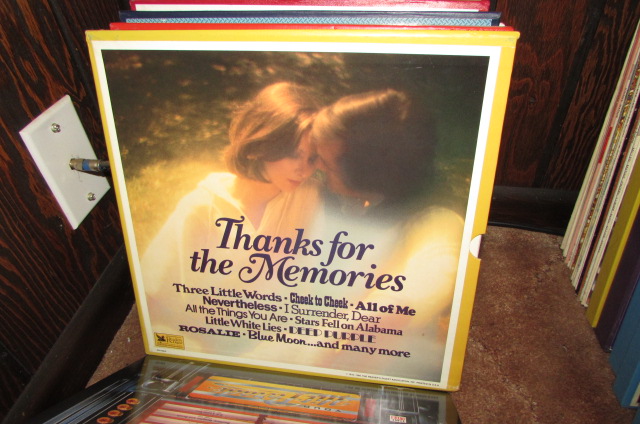 Thanks for
the Memories
Three Little Words • Cheek to Cheek • All of Me
Nevertheless • I Surrender, Dear
All the Things You Are • Stars Fell on Alabama
Little White Lies • DEEP PURPLE
ROSALIE • Blue Moon...and many more